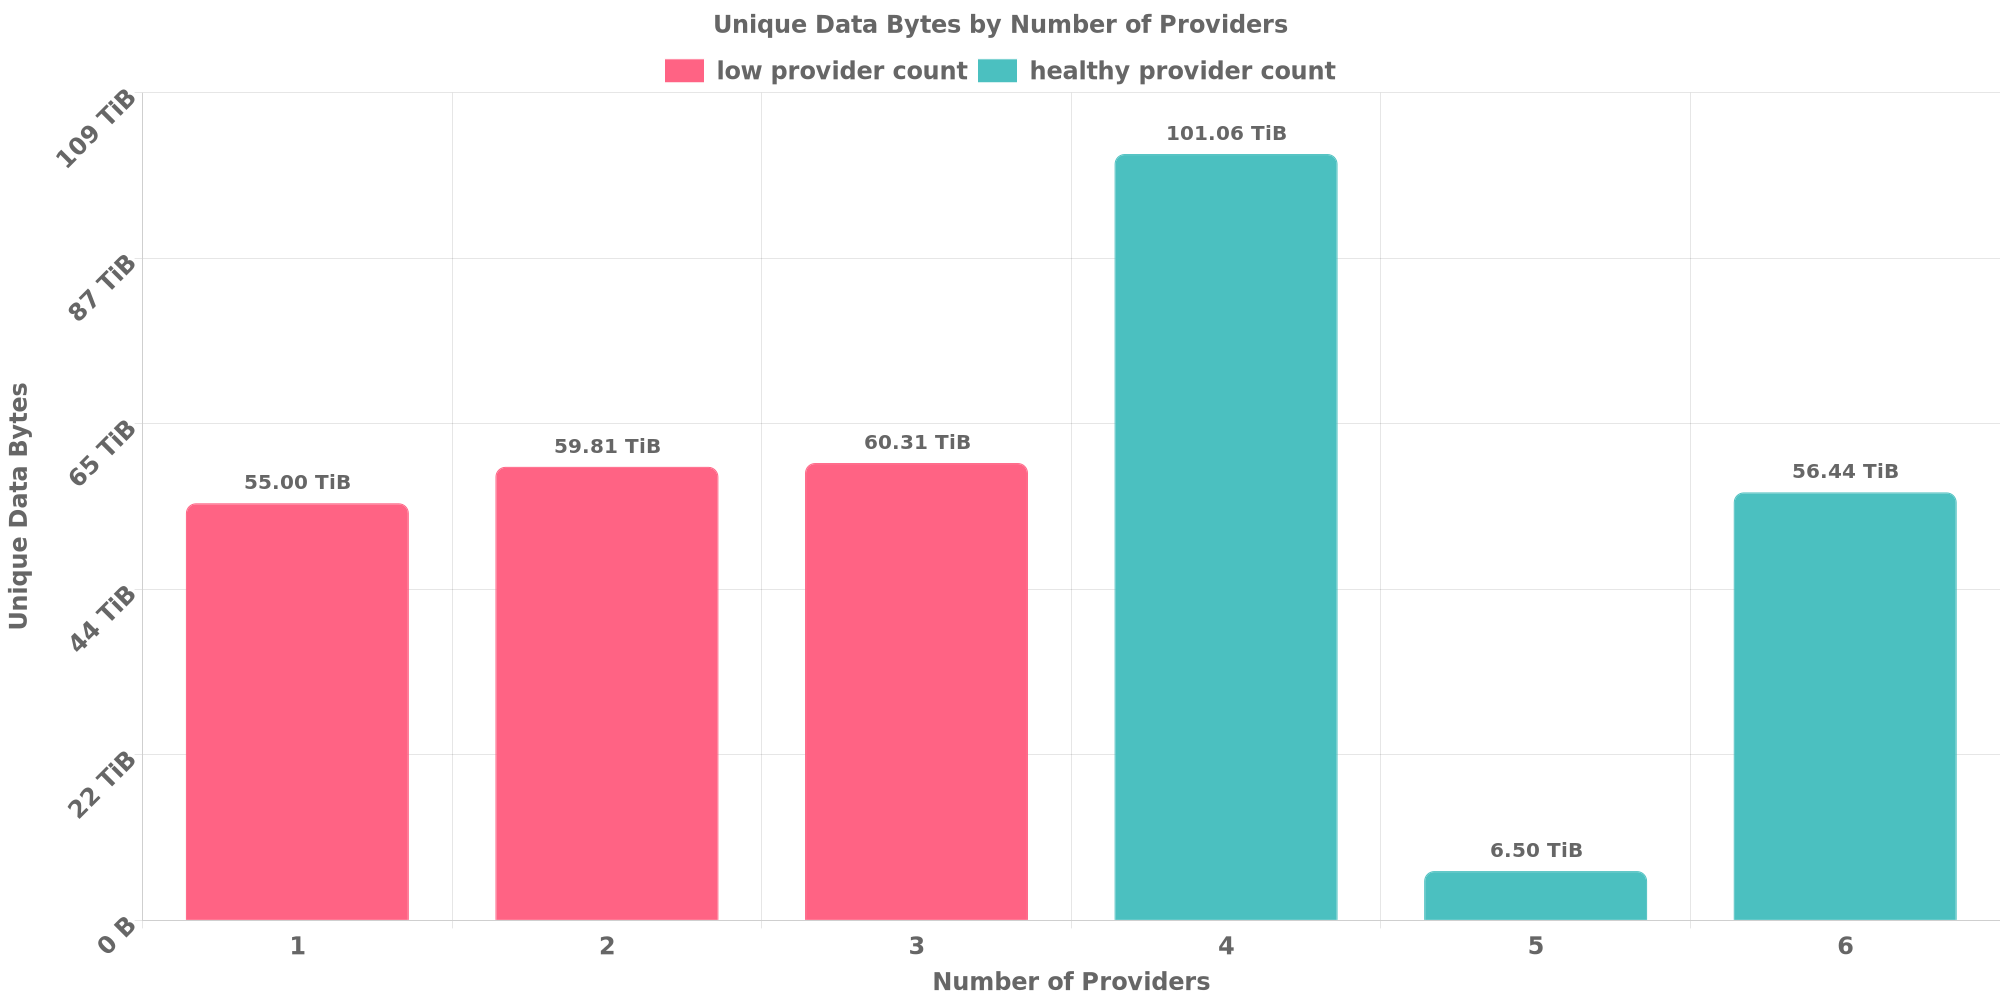 Unique Data Bytes by Number of Providers
low provider count healthy provider count
109 TiB
87 TiB
65 TiB
44 TiB
22 TiB
0 B
Unique Data Bytes
55.00 TiB
59.81 TiB
60.31 TiB
101.06 TiB
6.50 TiB
56.44 TiB
1 2 3 4 5 6
Number of Providers